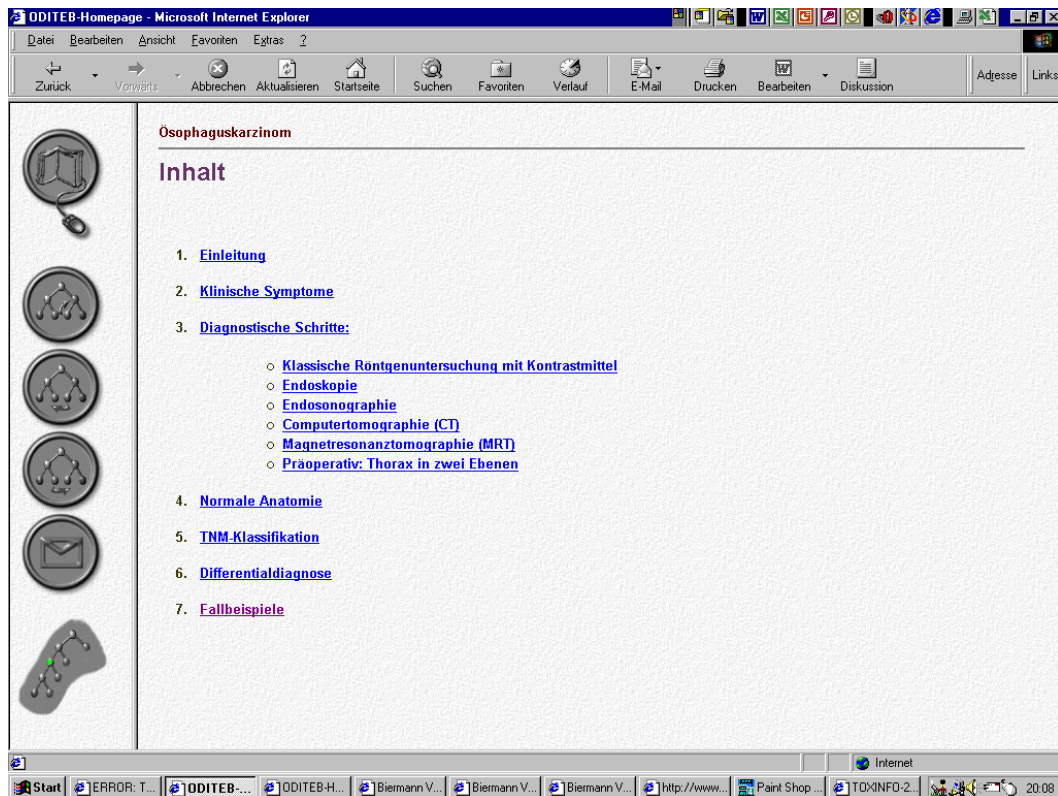 ODITEB-Homepage - Microsoft Internet Explorer
Datei Bearbeiten Ansicht Favoriten Extras ?
Zurück Vorwärts Abbrechen Aktualisieren Startseite Suchen Favoriten Verlauf E-Mail Drucken Bearbeiten Diskussion Adresse Links
Ösophaguskarzinom
Inhalt
1. Einleitung
2. Klinische Symptome
3. Diagnostische Schritte:
Klassische Röntgenuntersuchung mit Kontrastmittel
Endoskopie
Endosonographie
Computertomographie (CT)
Magnetresonanztomographie (MRT)
Präoperativ: Thorax in zwei Ebenen
4. Normale Anatomie
5. TNM-Klassifikation
6. Differentialdiagnose
7. Fallbeispiele
Internet
Start ERROR: T... ODITEB-... ODITEB-H... Biermann V... Biermann V... Biermann V... http://www... Paint Shop ... TOXINFO-2... 20:08